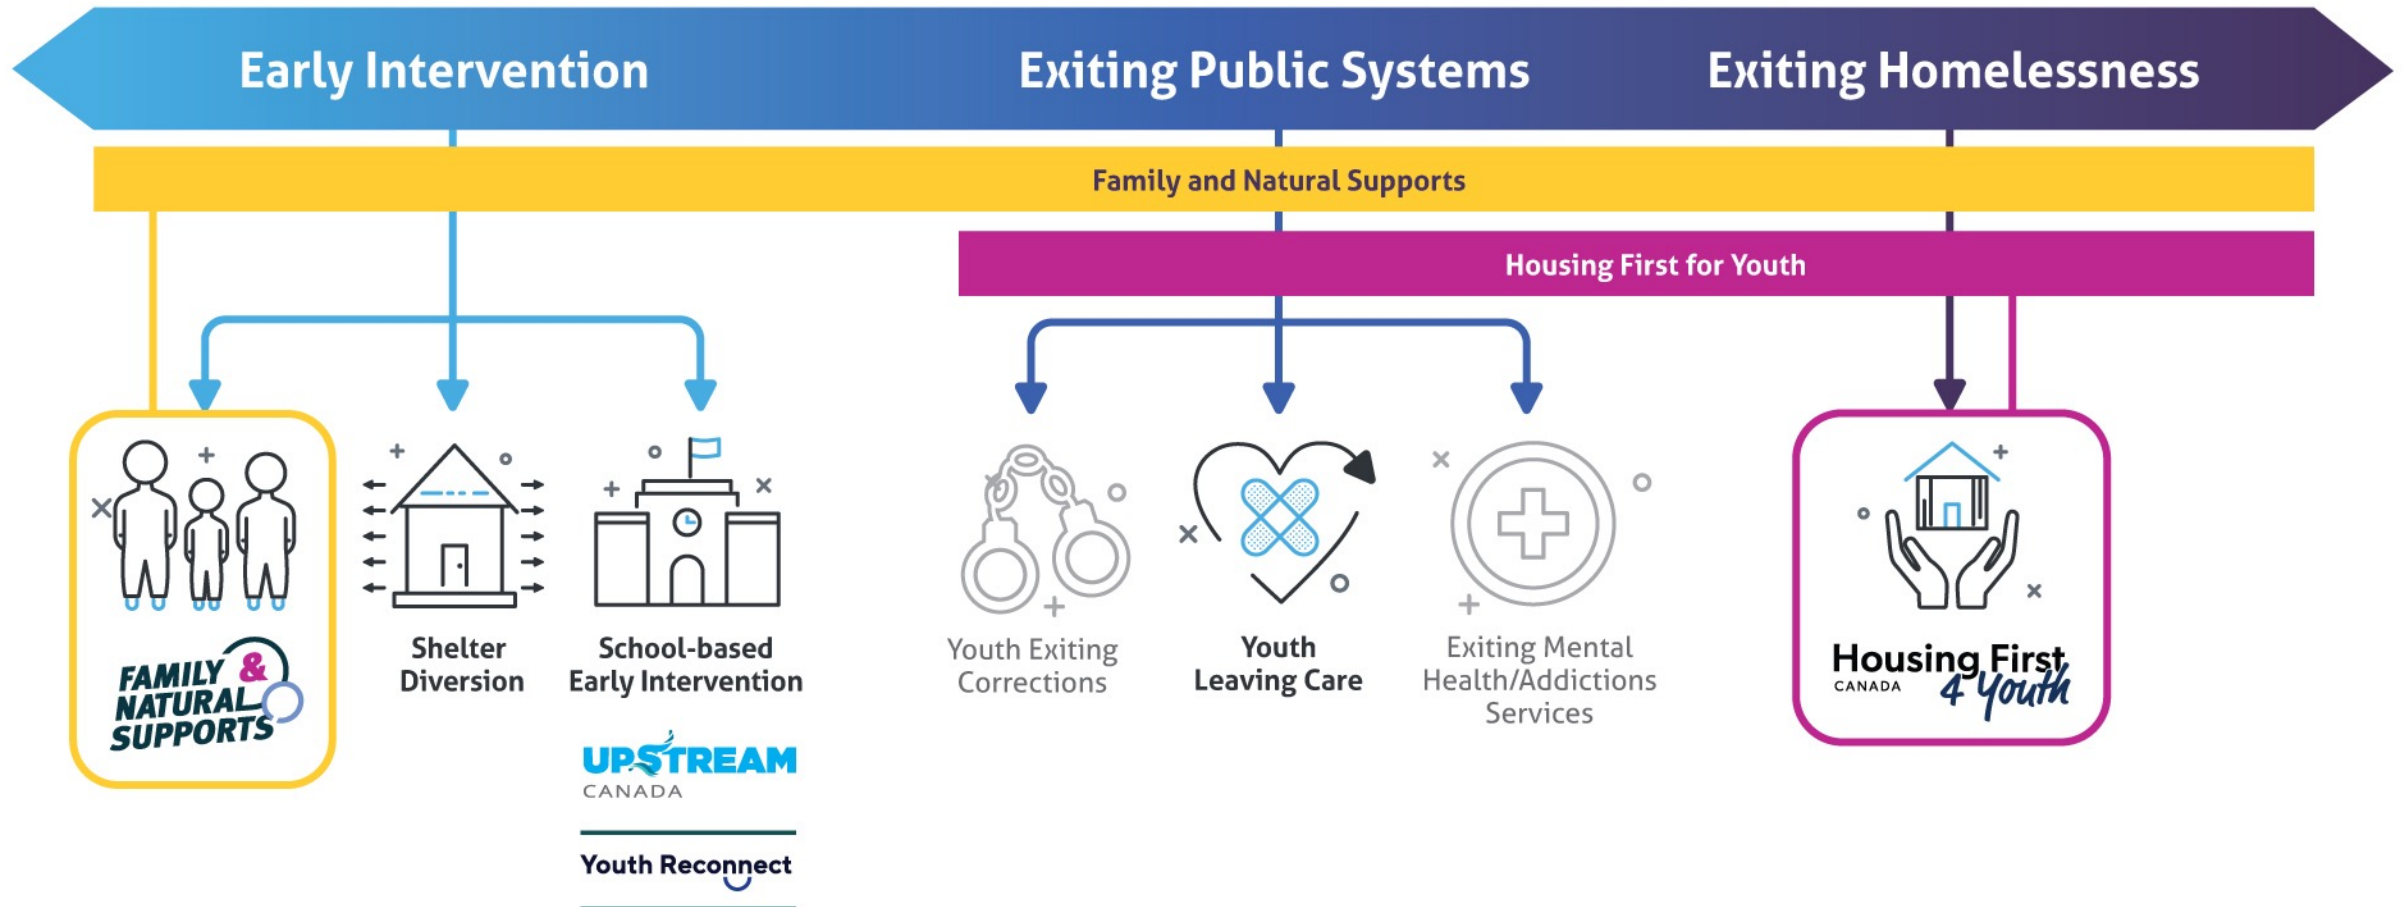 Early Intervention
Exiting Public Systems
Exiting Homelessness
Family and Natural Supports
Housing First for Youth
FAMILY &
NATURAL
SUPPORTS
Shelter
Diversion
School-based
Early Intervention
UPSTREAM
CANADA
Youth Reconnect
Youth Exiting
Corrections
Youth
Leaving Care
Exiting Mental
Health/Addictions
Services
Housing First
CANADA 4 Youth